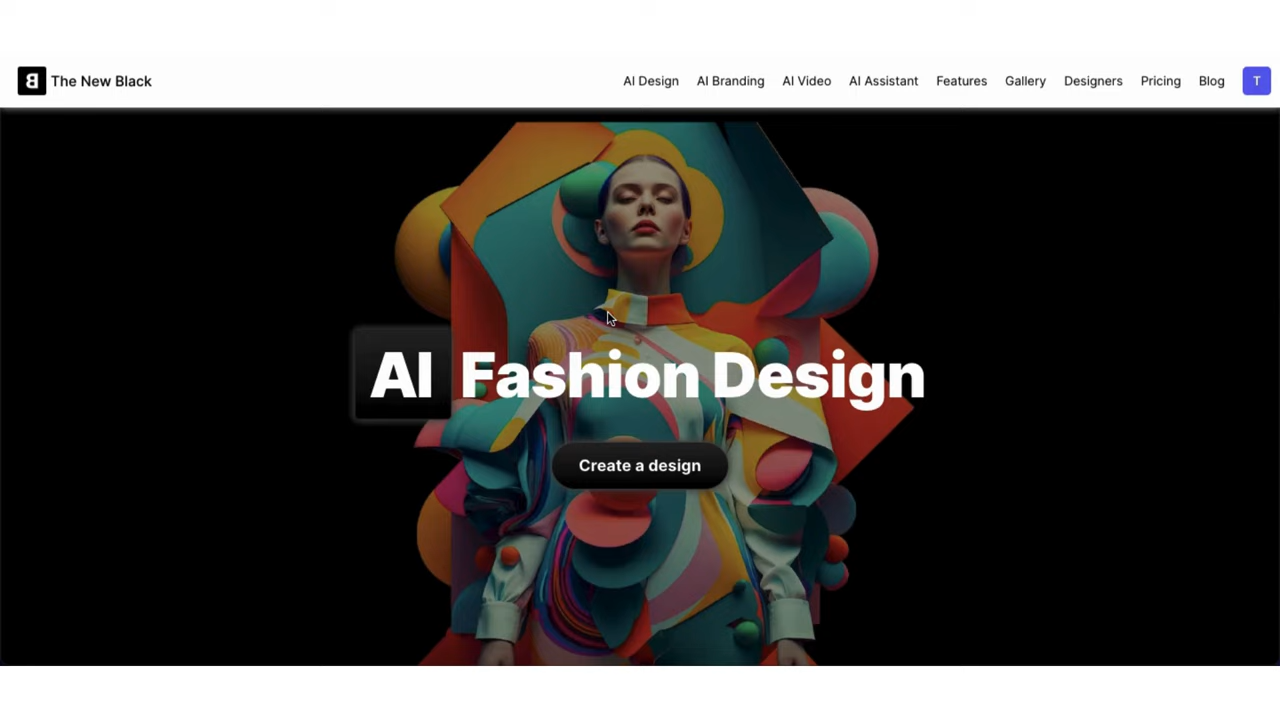 The New Black
AI Design AI Branding AI Video AI Assistant Features Gallery Designers Pricing Blog T
AI Fashion Design
Create a design